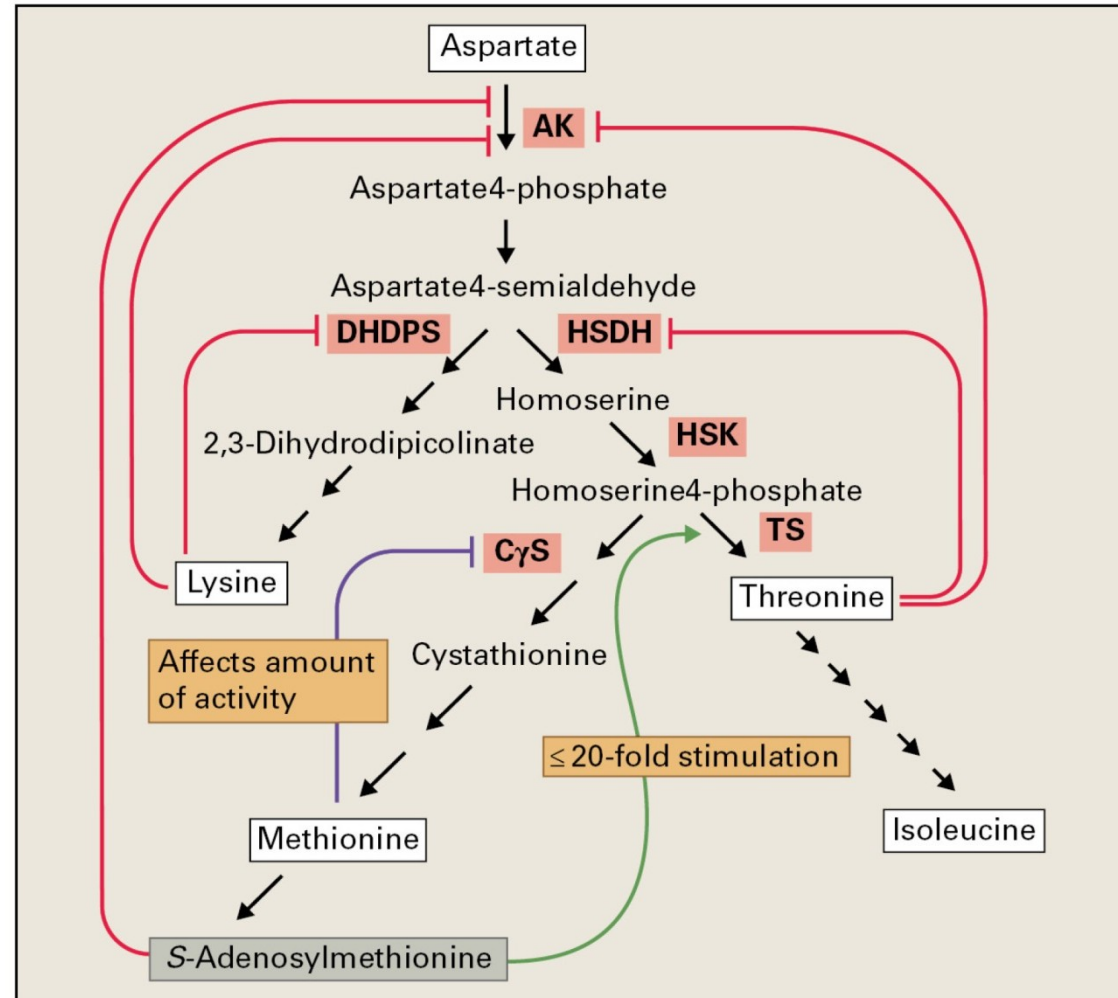 Aspartate
AK
Aspartate4-phosphate
Aspartate4-semialdehyde
DHDPS
HSDH
Homoserine
HSK
2,3-Dihydrodipicolinate
Homoserine4-phosphate
TS
CγS
Lysine
Threonine
Affects amount
of activity
Cystathionine
≤ 20-fold stimulation
Methionine
Isoleucine
S-Adenosylmethionine